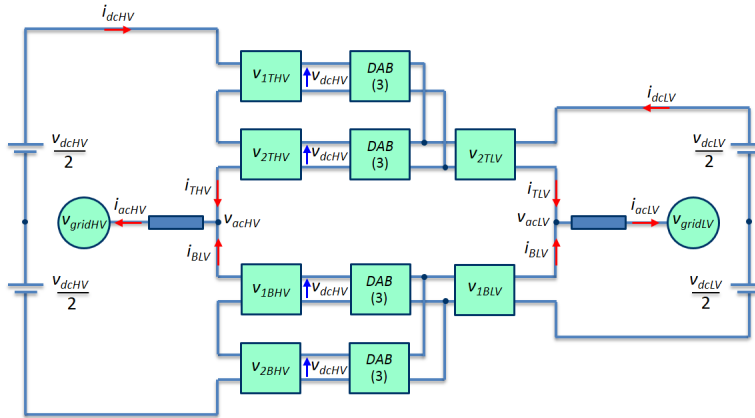 i_dcHV
v_1THV
v_dcHV
DAB
(3)
i_dcLV
v_dcHV
2
v_2THV
v_dcHV
DAB
(3)
v_2TLV
v_dcLV
2
i_THV
i_TLV
v_gridHV
i_acHV
v_acHV
v_acLV
i_acLV
v_gridLV
i_BLV
i_BLV
v_dcHV
2
v_1BHV
v_dcHV
DAB
(3)
v_1BLV
v_dcLV
2
v_2BHV
v_dcHV
DAB
(3)